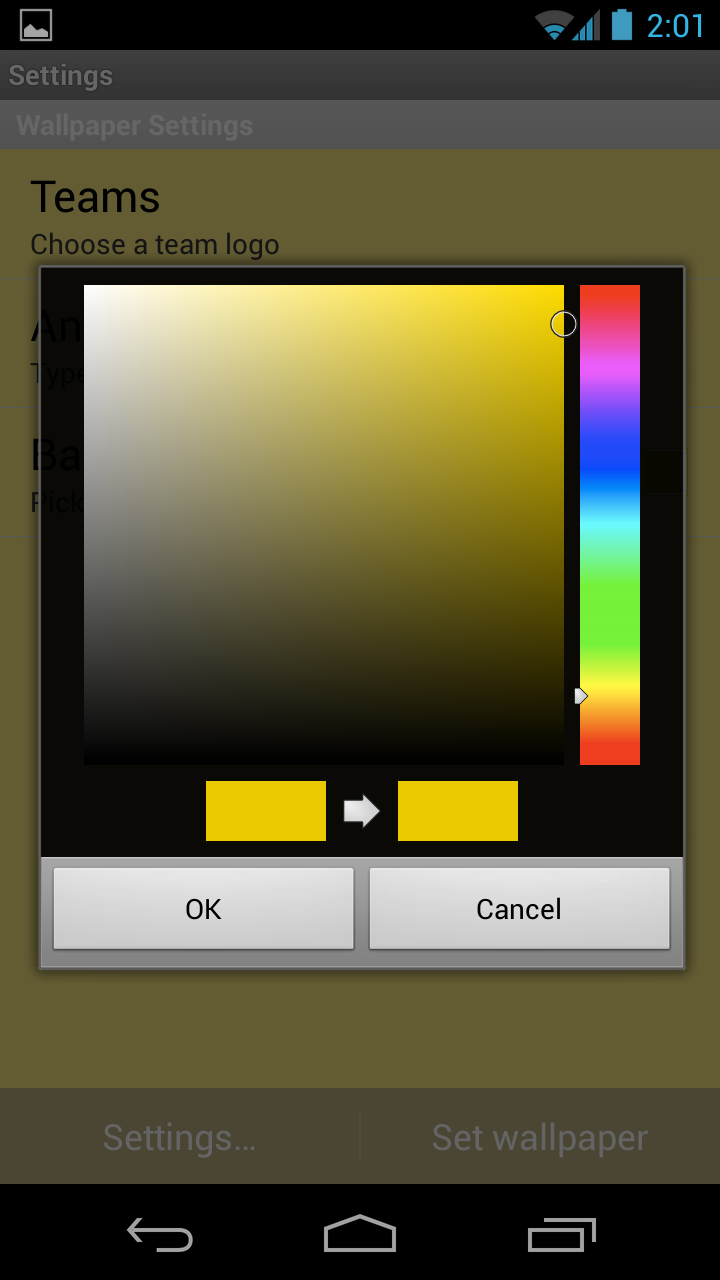 2:01
Settings
Wallpaper Settings
Teams
Choose a team logo
An
Type
Ba
Pick
OK
Cancel
Settings...
Set wallpaper